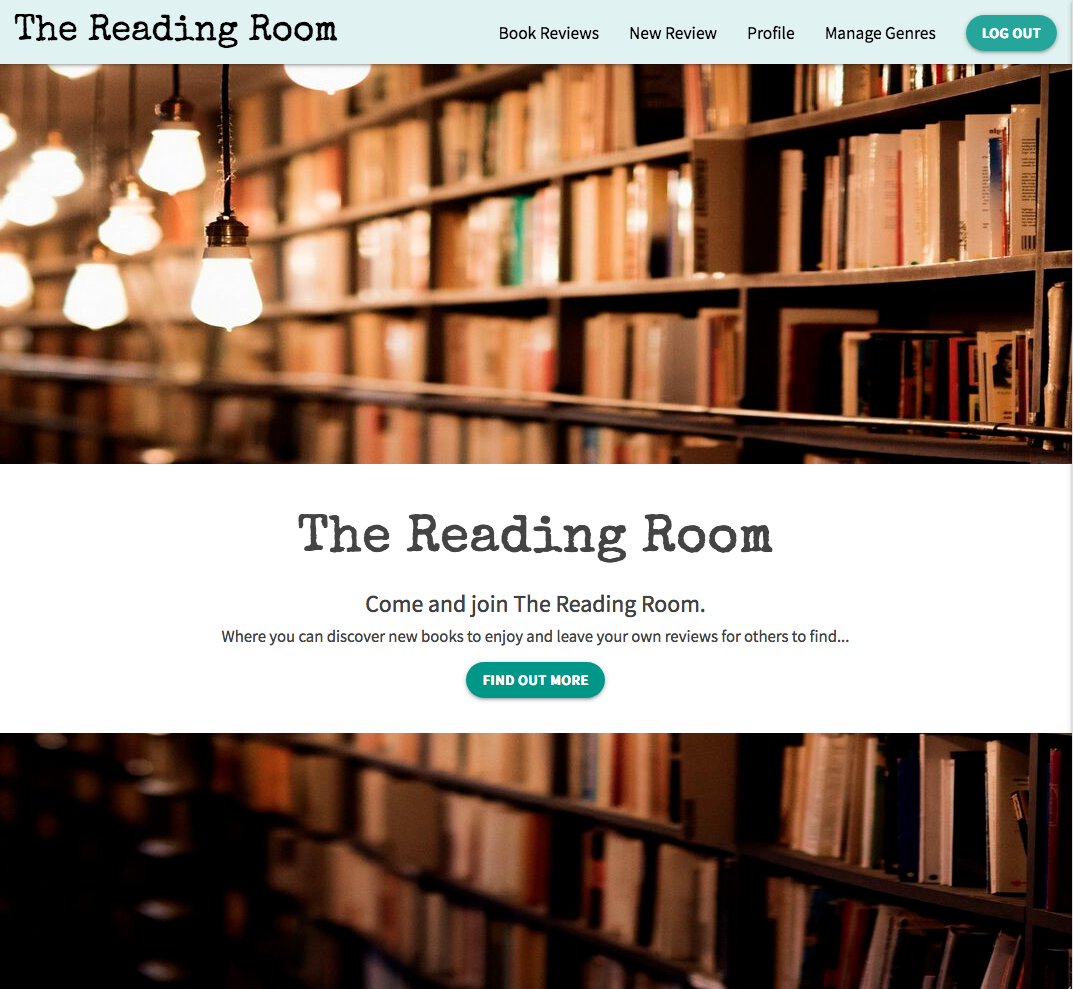 The Reading Room
Book Reviews
New Review
Profile
Manage Genres
LOG OUT
The Reading Room
Come and join The Reading Room.
Where you can discover new books to enjoy and leave your own reviews for others to find...
FIND OUT MORE